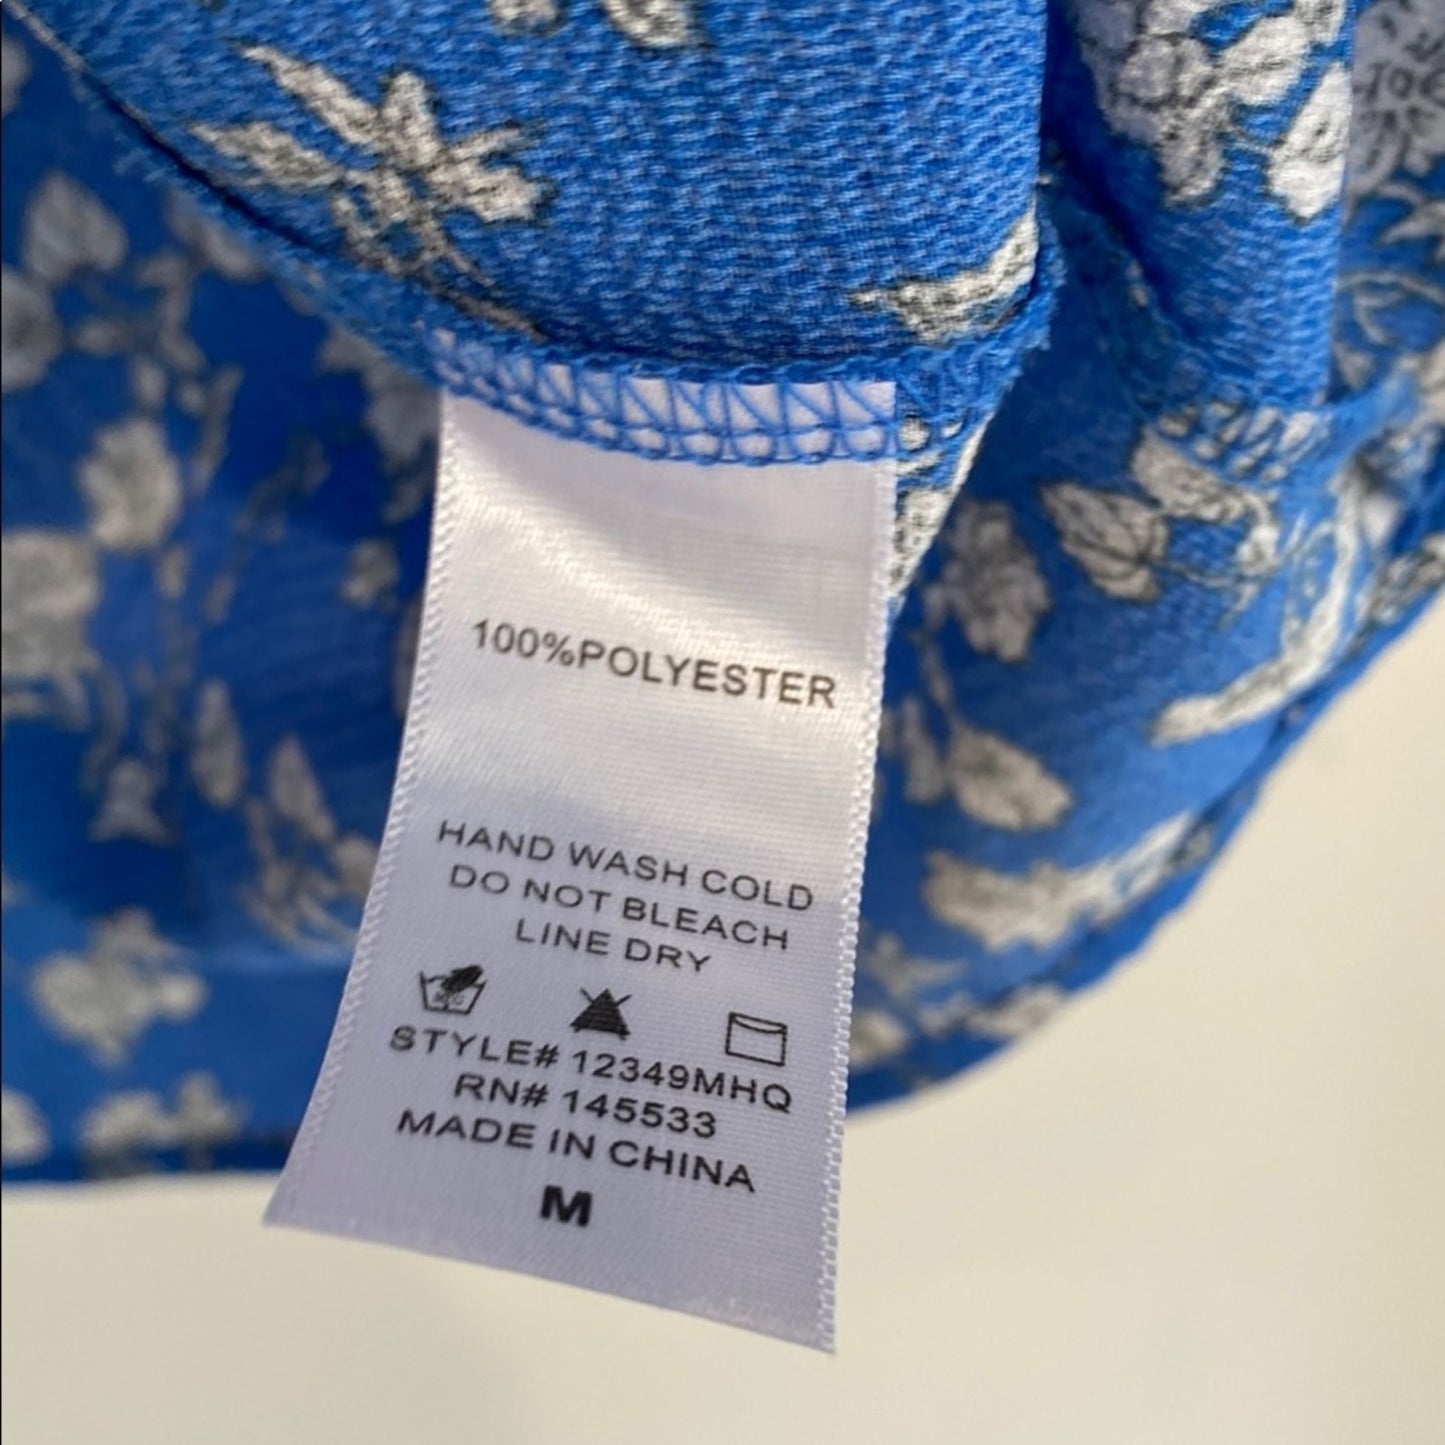 100%POLYESTER
HAND WASH COLD
DO NOT BLEACH
LINE DRY
STYLE# 12349MHQ
RN# 145533
MADE IN CHINA
M